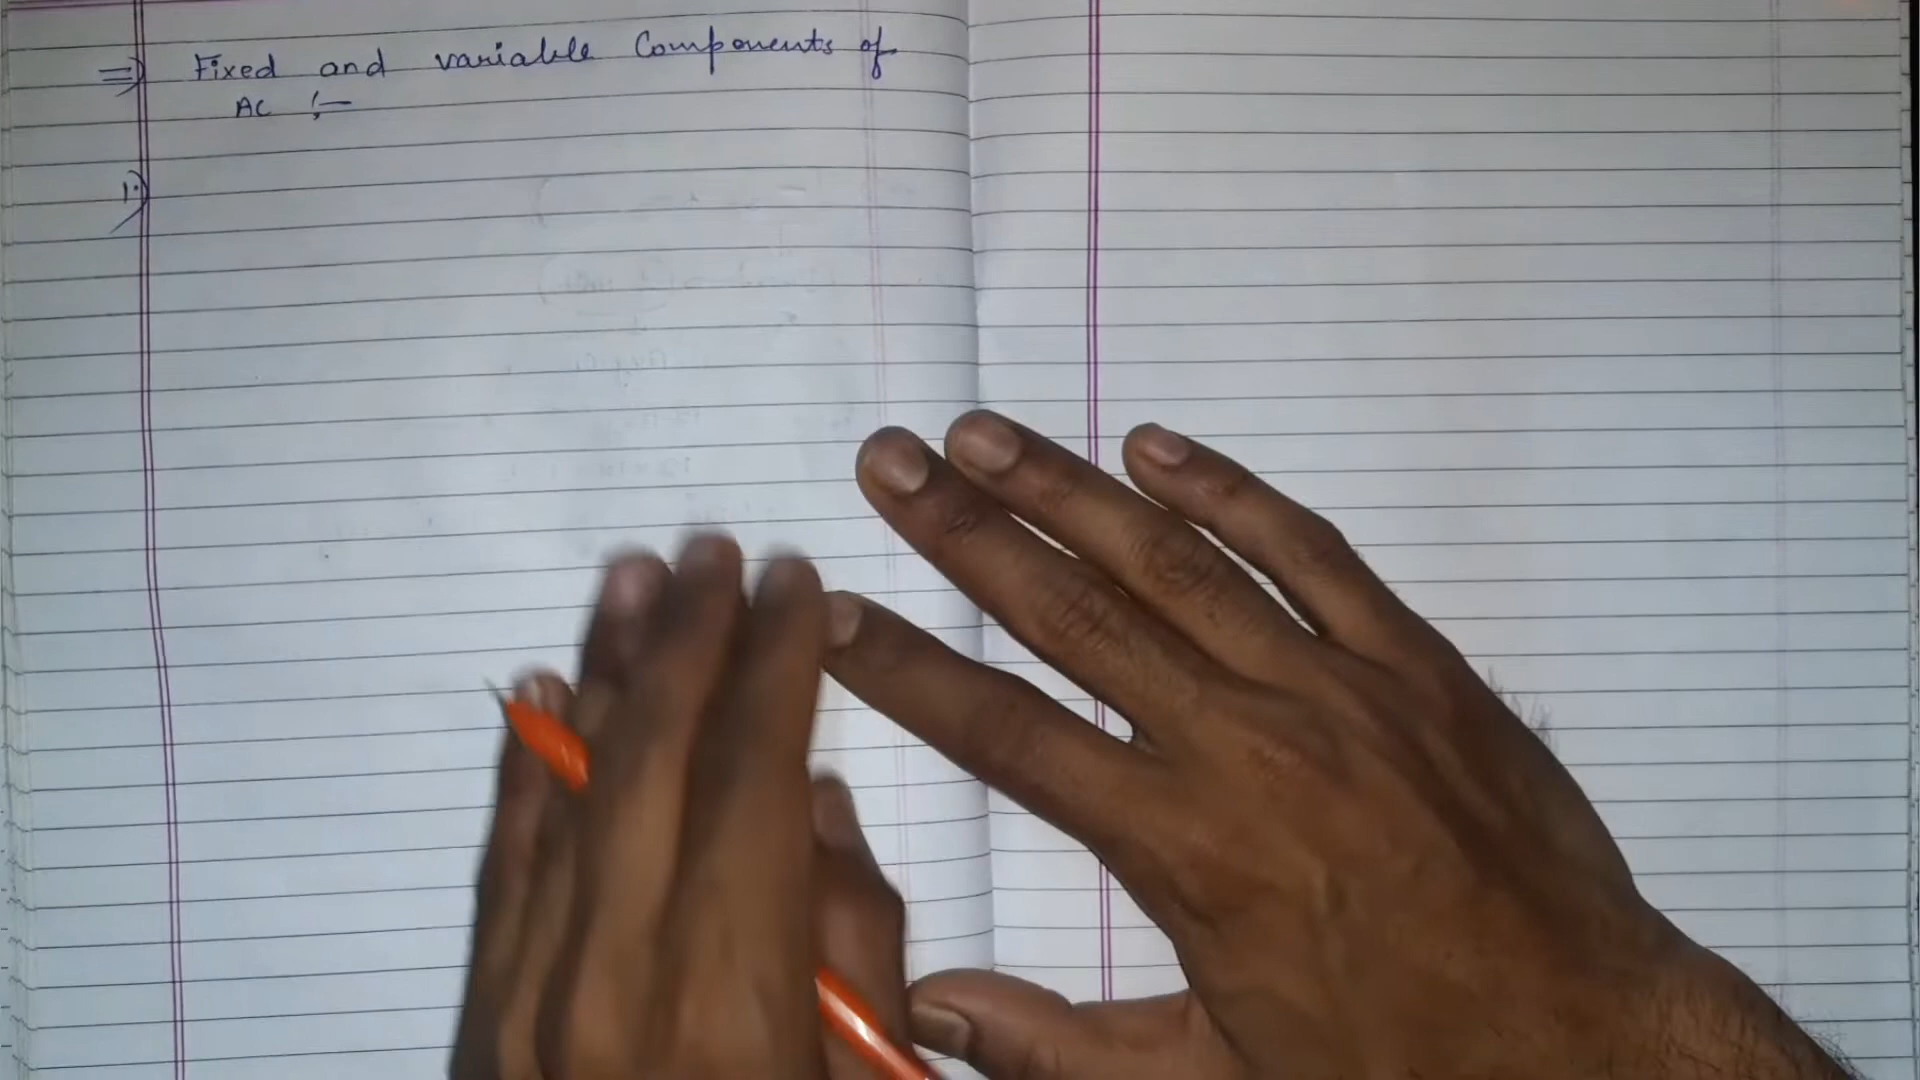 =) Fixed and variable Components of
AC :-
1.)